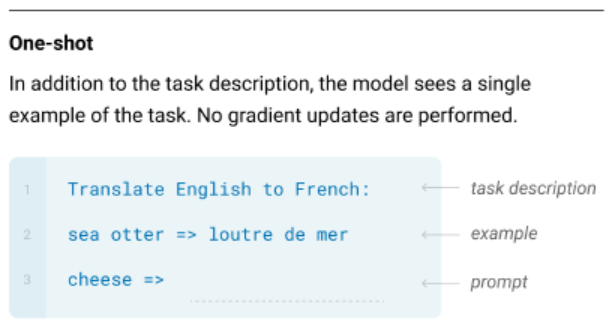 One-shot
In addition to the task description, the model sees a single
example of the task. No gradient updates are performed.
1 Translate English to French: task description
2 sea otter => loutre de mer example
3 cheese => prompt